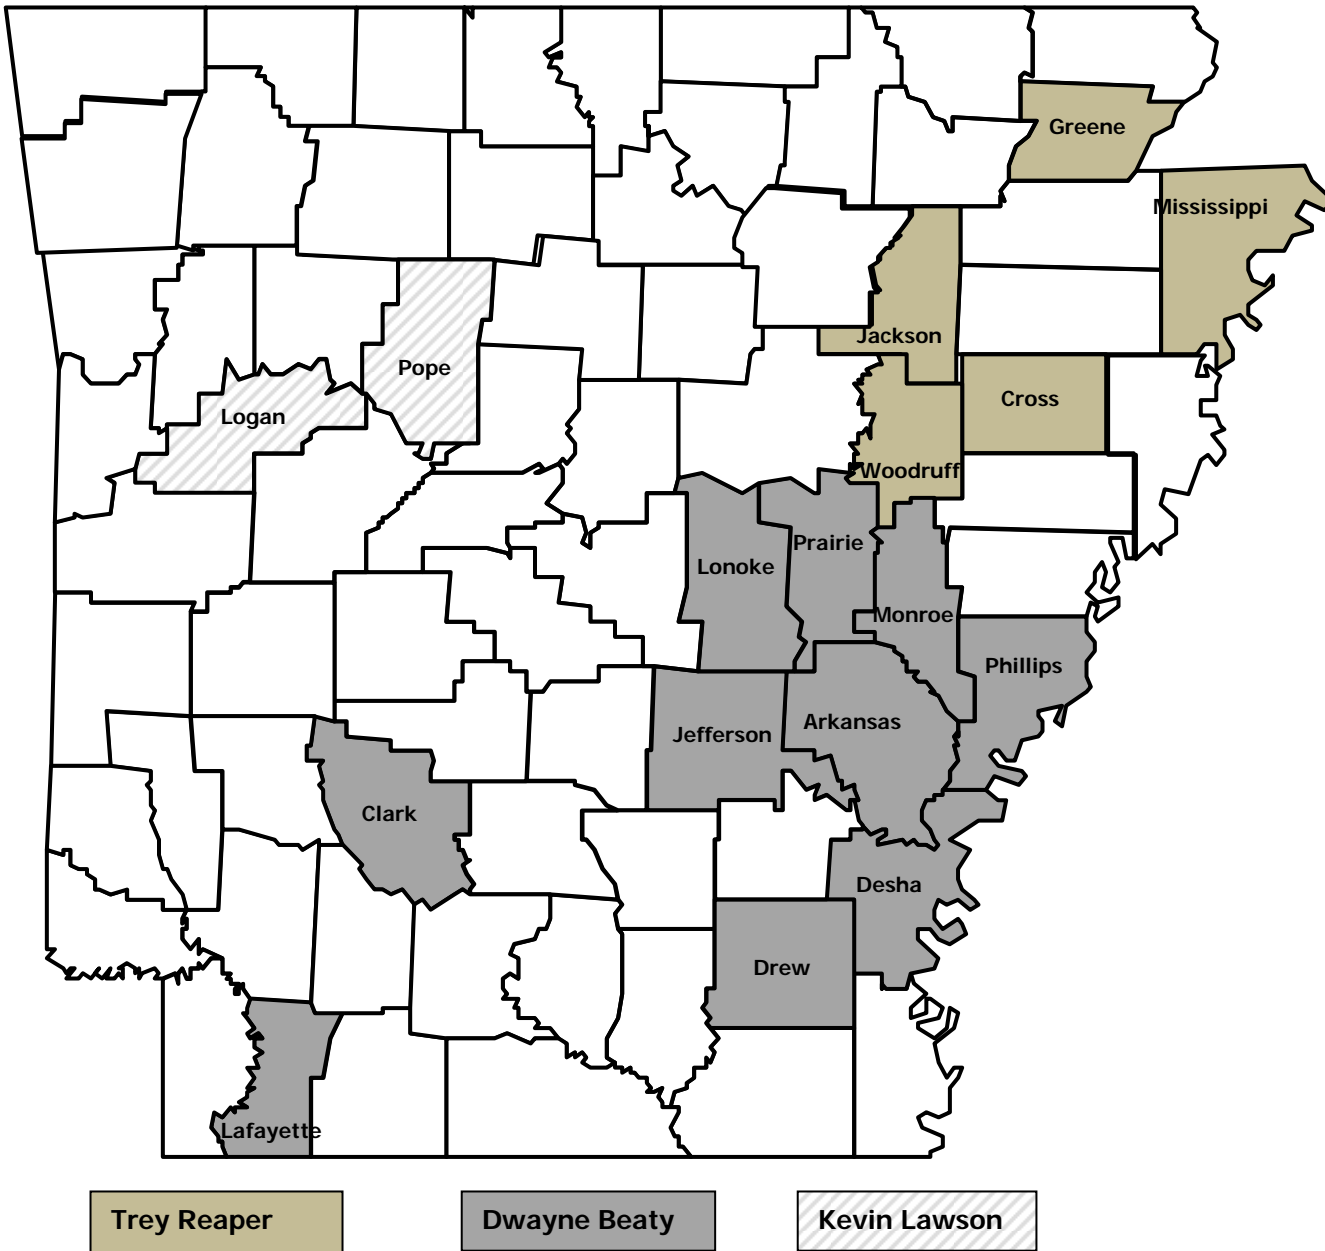 Greene
Mississippi
Jackson
Pope
Cross
Logan
Woodruff
Prairie
Lonoke
Monroe
Phillips
Arkansas
Jefferson
Clark
Desha
Drew
Lafayette
Trey Reaper
Dwayne Beaty
Kevin Lawson